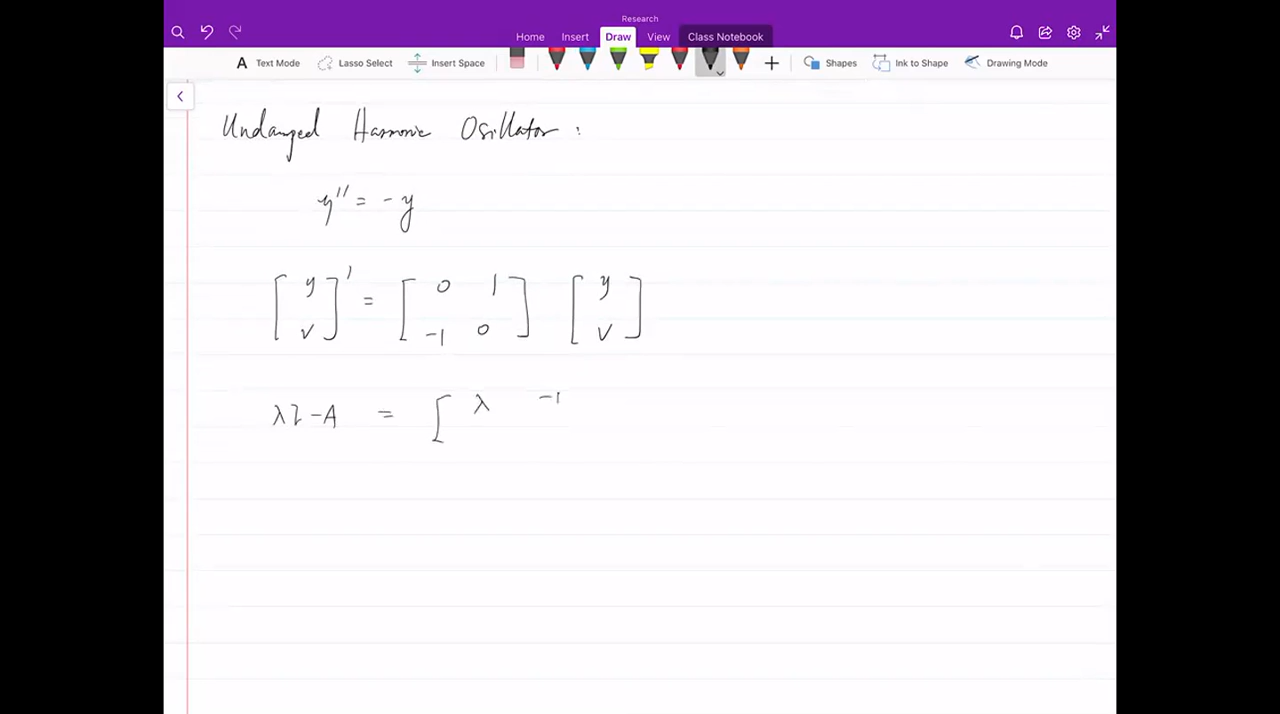 Research
Home Insert Draw View Class Notebook
A Text Mode Lasso Select Insert Space + Shapes Ink to Shape Drawing Mode
Undamped Harmonic Osillator :
y'' = -y
[ y ]' = [ 0 1 ] [ y ]
[ v ] [ -1 0 ] [ v ]
λI - A = [ λ -1